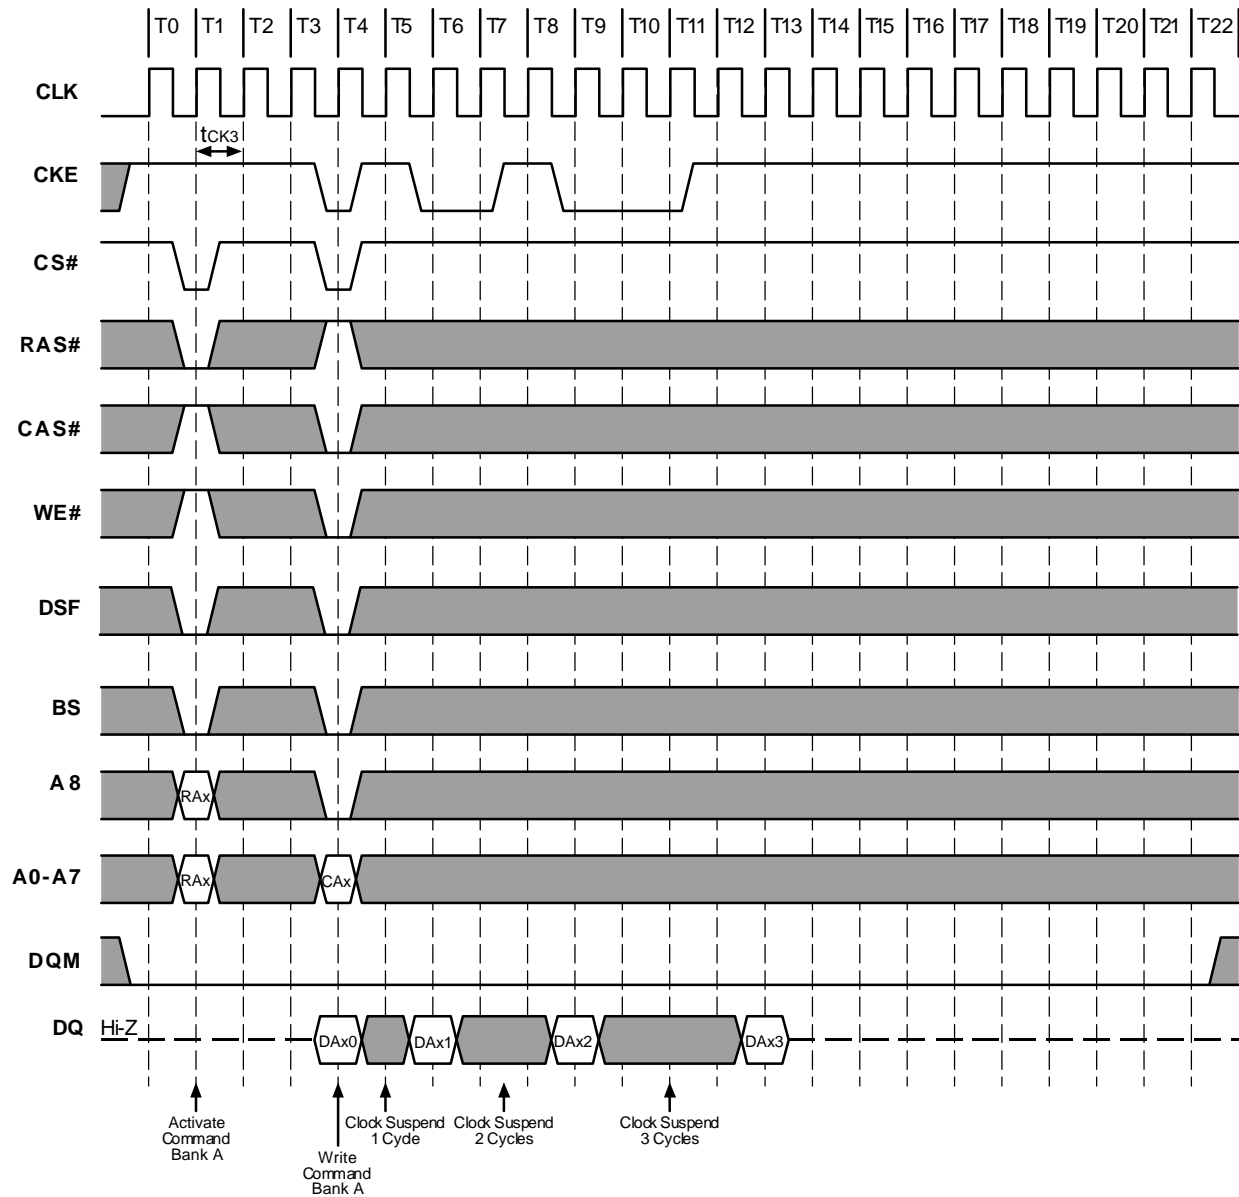 T0 T1 T2 T3 T4 T5 T6 T7 T8 T9 T10 T11 T12 T13 T14 T15 T16 T17 T18 T19 T20 T21 T22
CLK
tCK3
CKE
CS#
RAS#
CAS#
WE#
DSF
BS
A8
RAx
A0-A7
RAx CAx
DQM
DQ Hi-Z DAx0 DAx1 DAx2 DAx3
Activate
Command
Bank A
Write
Command
Bank A
Clock Suspend
1 Cycle
Clock Suspend
2 Cycles
Clock Suspend
3 Cycles